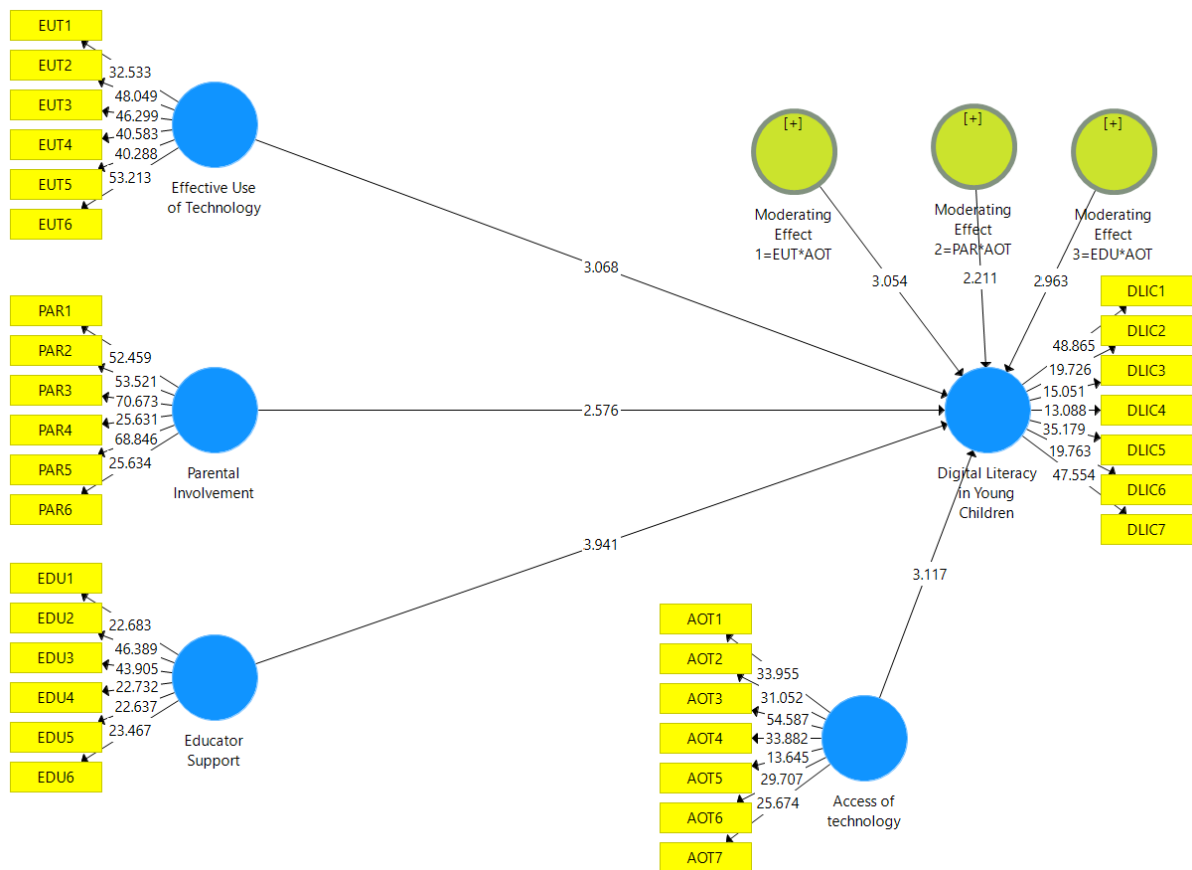 EUT1
EUT2
EUT3
EUT4
EUT5
EUT6
32.533
48.049
46.299
40.583
40.288
53.213
Effective Use
of Technology
PAR1
PAR2
PAR3
PAR4
PAR5
PAR6
52.459
53.521
70.673
25.631
68.846
25.634
Parental
Involvement
EDU1
EDU2
EDU3
EDU4
EDU5
EDU6
22.683
46.389
43.905
22.732
22.637
23.467
Educator
Support
3.068
2.576
3.941
[+]
Moderating
Effect
1=EUT*AOT
[+]
Moderating
Effect
2=PAR*AOT
[+]
Moderating
Effect
3=EDU*AOT
3.054
2.211
2.963
Digital Literacy
in Young
Children
48.865
19.726
15.051
13.088
35.179
19.763
47.554
DLIC1
DLIC2
DLIC3
DLIC4
DLIC5
DLIC6
DLIC7
3.117
AOT1
AOT2
AOT3
AOT4
AOT5
AOT6
AOT7
33.955
31.052
54.587
33.882
13.645
29.707
25.674
Access of
technology